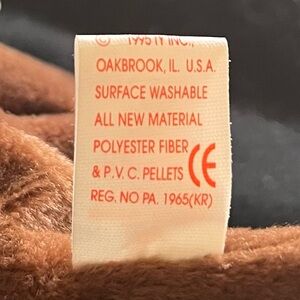 © 1995 TY INC.,
OAKBROOK, IL. U.S.A.
SURFACE WASHABLE
ALL NEW MATERIAL
POLYESTER FIBER
& P.V.C. PELLETS CE
REG. NO PA. 1965(KR)